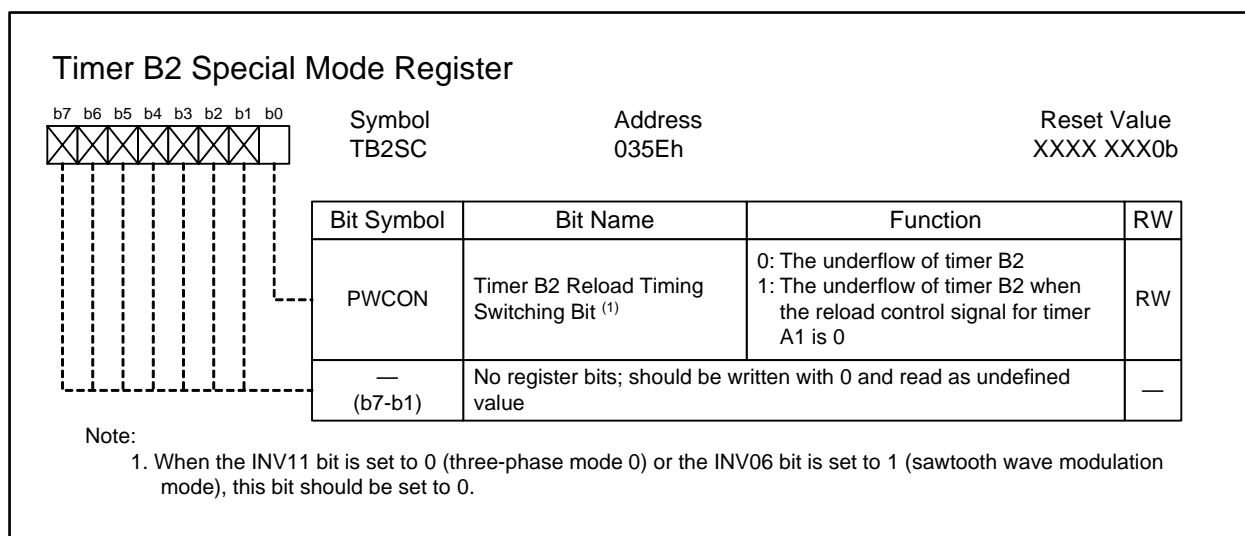 Timer B2 Special Mode Register
b7 b6 b5 b4 b3 b2 b1 b0
Symbol Address Reset Value
TB2SC 035Eh XXXX XXX0b
Bit Symbol Bit Name Function RW
PWCON
Timer B2 Reload Timing
Switching Bit (1)
0: The underflow of timer B2
1: The underflow of timer B2 when
the reload control signal for timer
A1 is 0
RW
—
(b7-b1)
No register bits; should be written with 0 and read as undefined
value
—
Note:
1. When the INV11 bit is set to 0 (three-phase mode 0) or the INV06 bit is set to 1 (sawtooth wave modulation
mode), this bit should be set to 0.